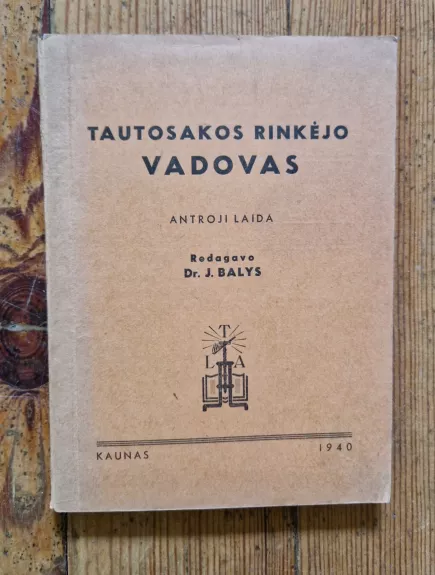 TAUTOSAKOS RINKĖJO
VADOVAS
ANTROJI LAIDA
Redagavo
Dr. J. BALYS
T
L A
KAUNAS 1940